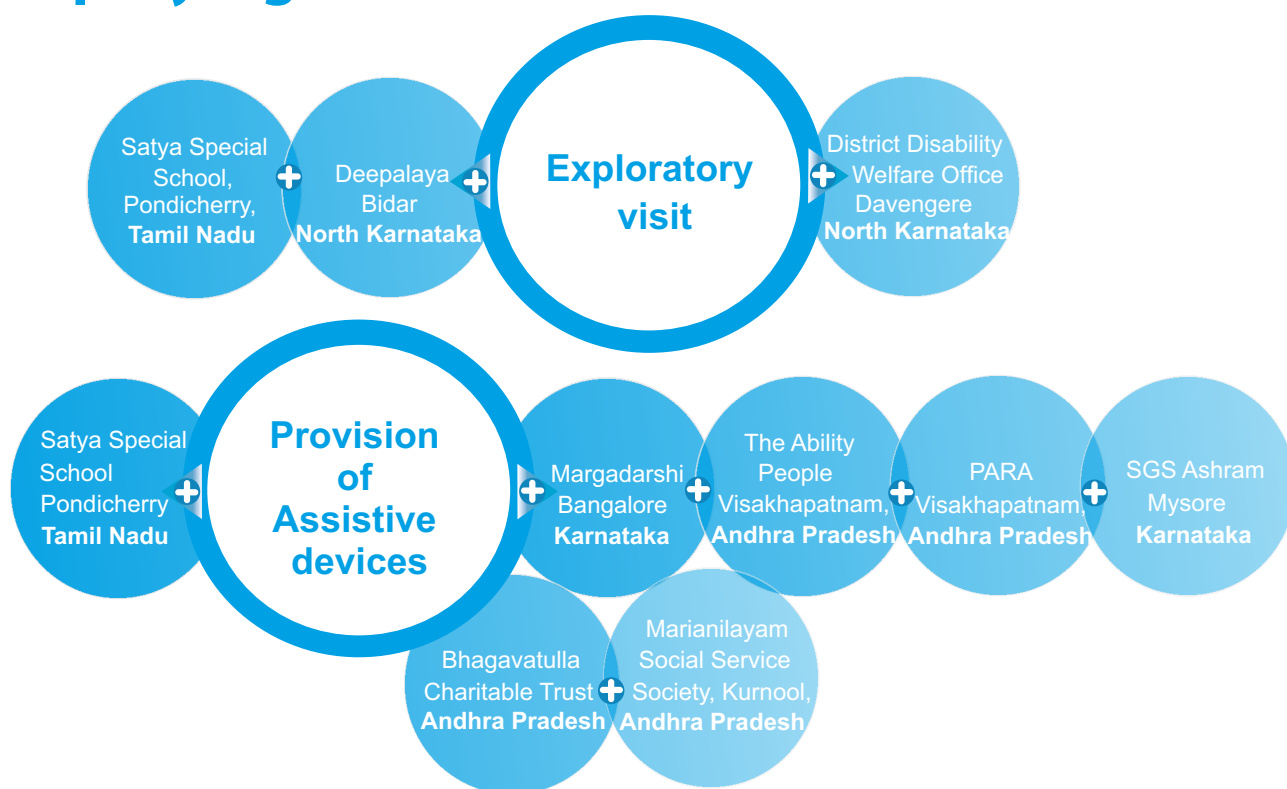 Satya Special
School,
Pondicherry,
Tamil Nadu
Deepalaya
Bidar
North Karnataka
Exploratory
visit
District Disability
Welfare Office
Davengere
North Karnataka
Satya Special
School
Pondicherry
Tamil Nadu
Provision
of
Assistive
devices
Margadarshi
Bangalore
Karnataka
The Ability
People
Visakhapatnam,
Andhra Pradesh
PARA
Visakhapatnam,
Andhra Pradesh
SGS Ashram
Mysore
Karnataka
Bhagavatulla
Charitable Trust
Andhra Pradesh
Marianilayam
Social Service
Society, Kurnool,
Andhra Pradesh